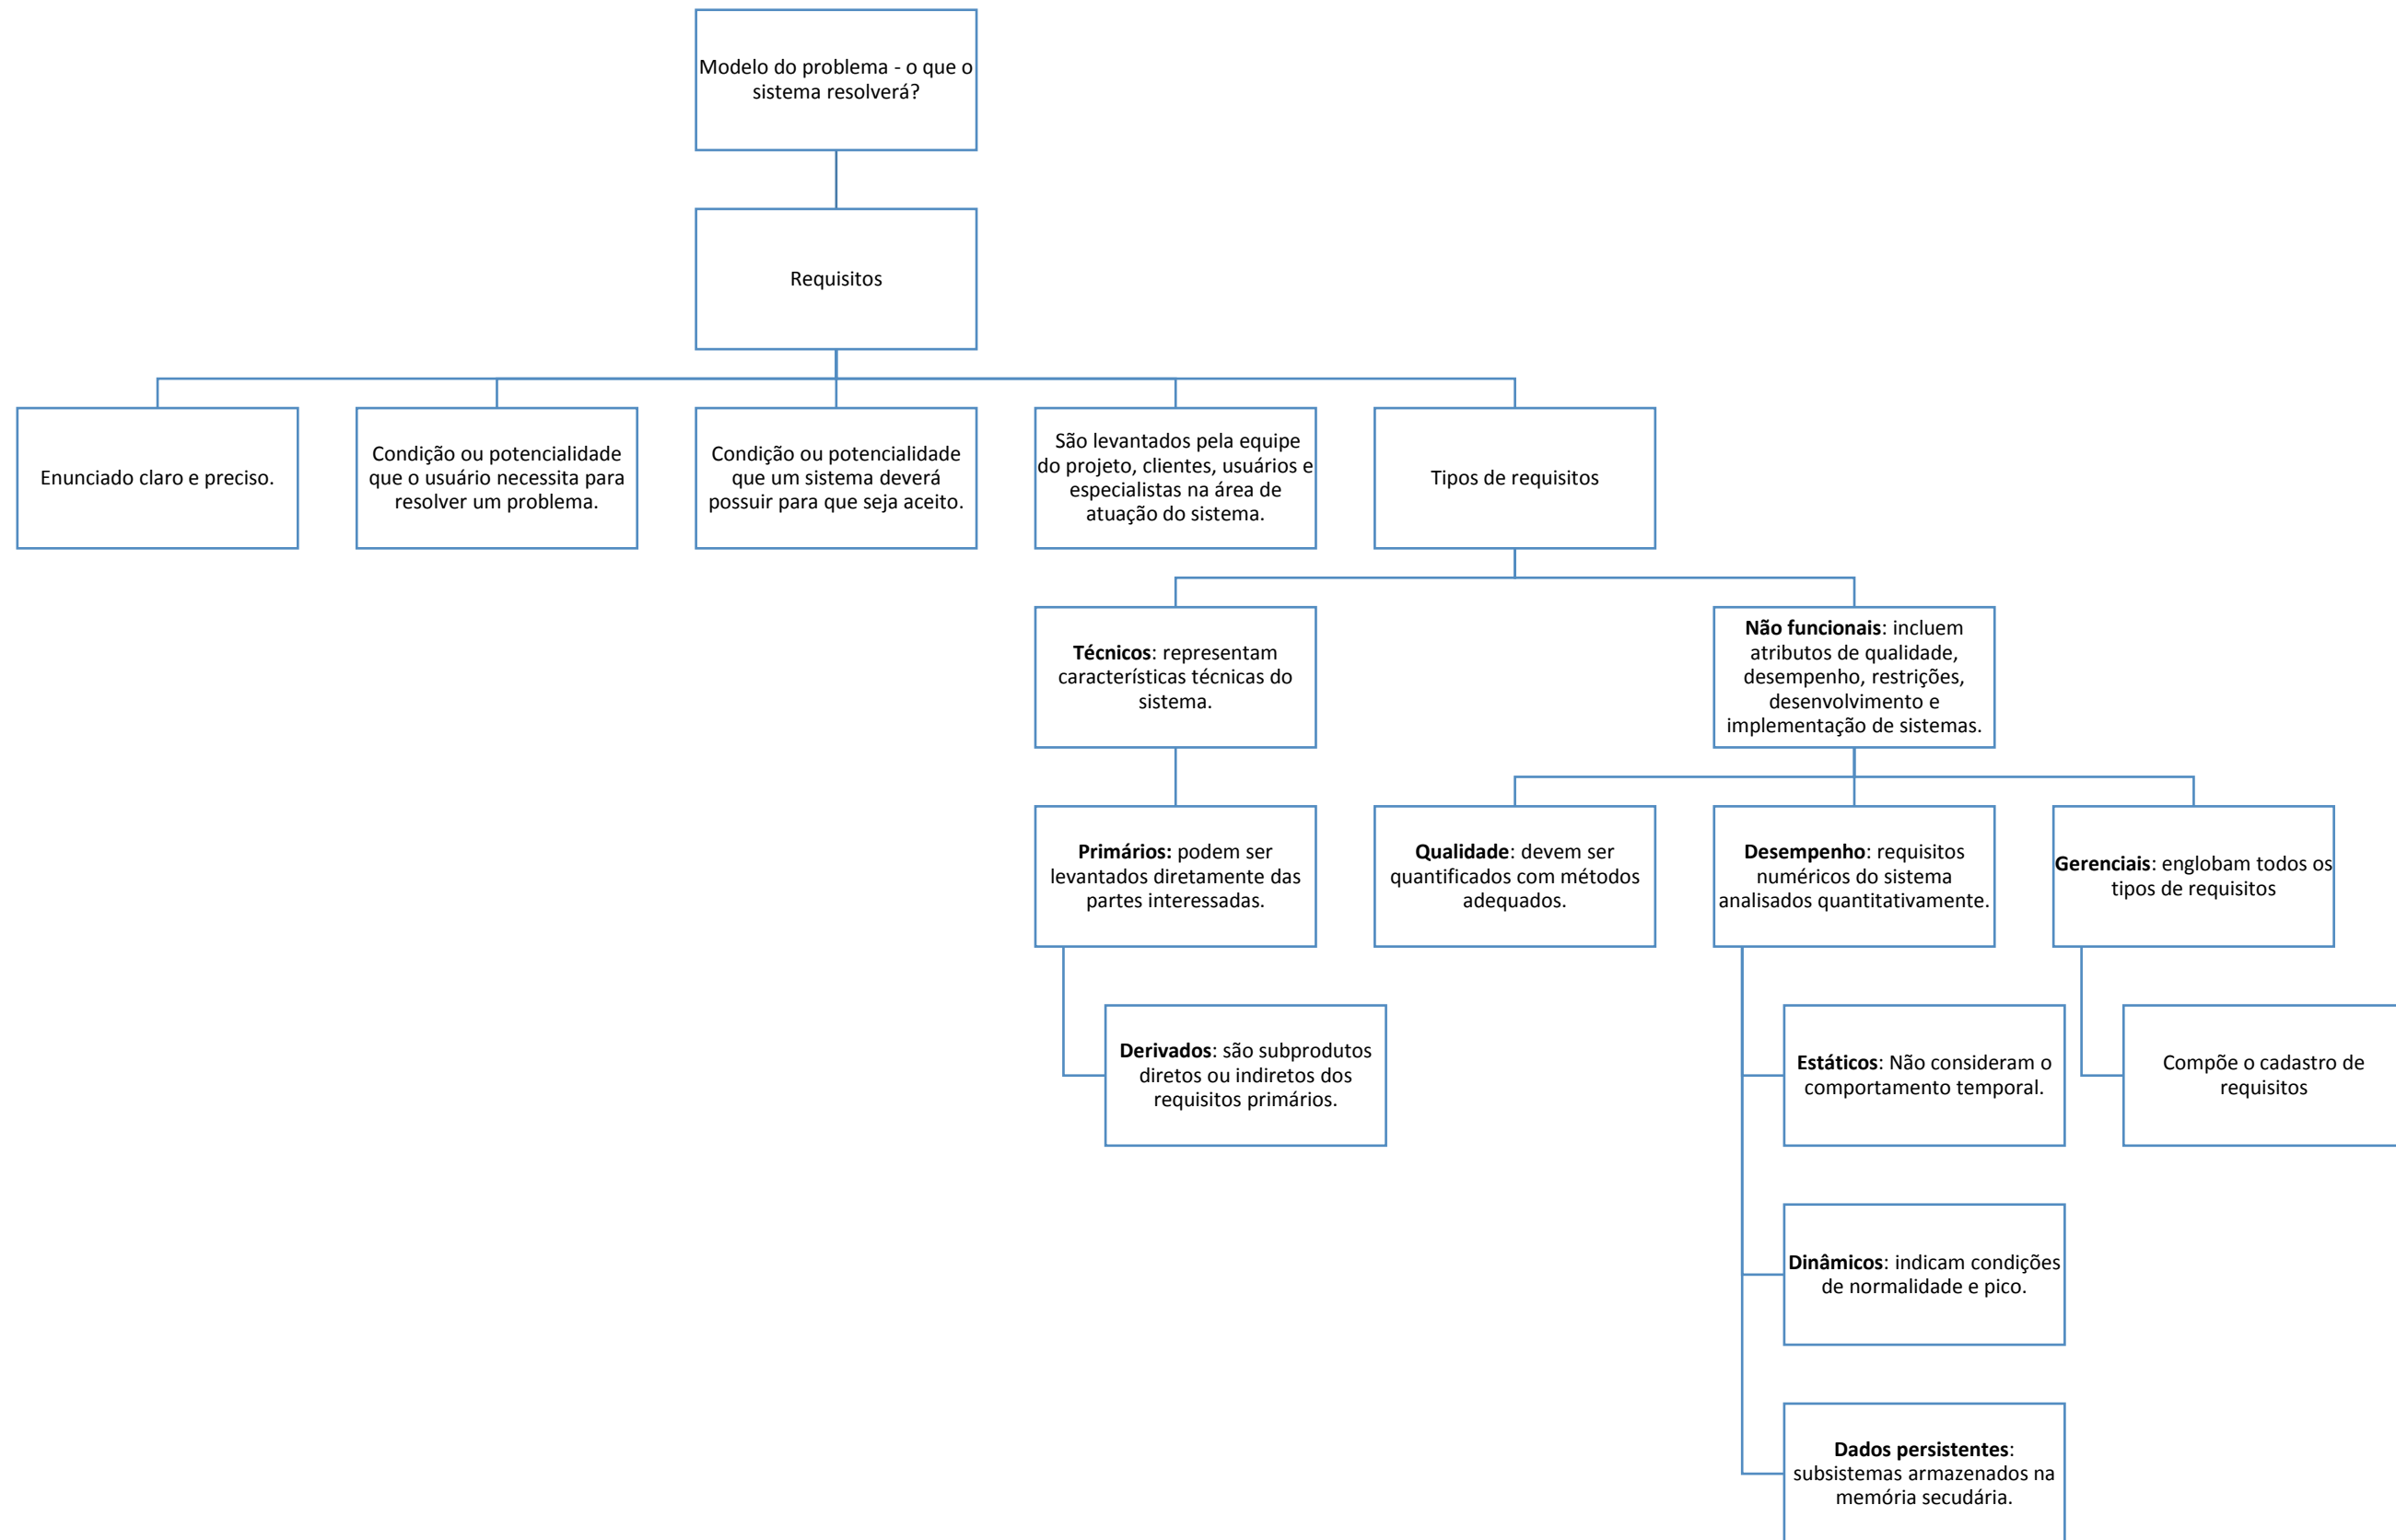 Modelo do problema - o que o
sistema resolverá?
Requisitos
Enunciado claro e preciso.
Condição ou potencialidade
que o usuário necessita para
resolver um problema.
Condição ou potencialidade
que um sistema deverá
possuir para que seja aceito.
São levantados pela equipe
do projeto, clientes, usuários e
especialistas na área de
atuação do sistema.
Tipos de requisitos
Técnicos: representam
características técnicas do
sistema.
Não funcionais: incluem
atributos de qualidade,
desempenho, restrições,
desenvolvimento e
implementação de sistemas.
Primários: podem ser
levantados diretamente das
partes interessadas.
Qualidade: devem ser
quantificados com métodos
adequados.
Desempenho: requisitos
numéricos do sistema
analisados quantitativamente.
Gerenciais: englobam todos os
tipos de requisitos
Derivados: são subprodutos
diretos ou indiretos dos
requisitos primários.
Estáticos: Não consideram o
comportamento temporal.
Compõe o cadastro de
requisitos
Dinâmicos: indicam condições
de normalidade e pico.
Dados persistentes:
subsistemas armazenados na
memória secudária.